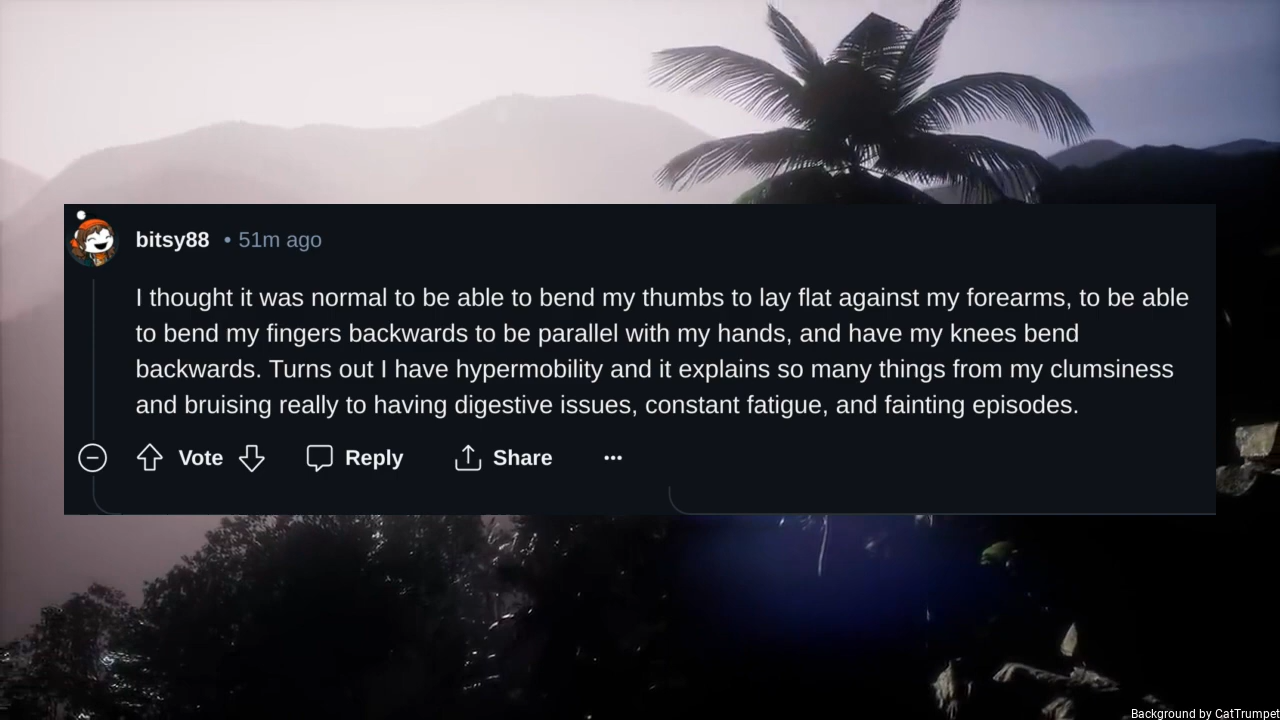 bitsy88 • 51m ago
I thought it was normal to be able to bend my thumbs to lay flat against my forearms, to be able
to bend my fingers backwards to be parallel with my hands, and have my knees bend
backwards. Turns out I have hypermobility and it explains so many things from my clumsiness
and bruising really to having digestive issues, constant fatigue, and fainting episodes.
Vote Reply Share ···
Background by CatTrumpet